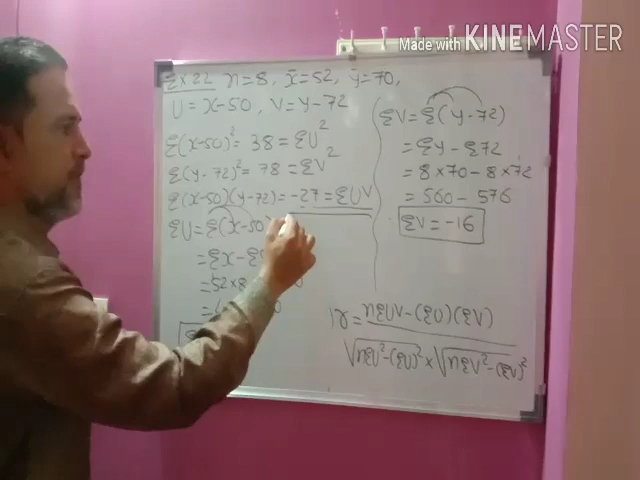 Made with KINEMASTER
Ex 22 n=8, x̄=52, ȳ=70,
U = x-50, V = y-72
Σ(x-50)² = 38 = ΣU²
Σ(y-72)² = 78 = ΣV²
Σ(x-50)(y-72) = -27 = ΣUV
ΣU = Σ(x-50)
= Σx - Σ
= 52×8
=
ΣV = Σ(y-72)
= Σy - Σ72
= 8×70 - 8×72
= 560 - 576
ΣV = -16
r = nΣUV-(ΣU)(ΣV)
√nΣU²-(ΣU)² × √nΣV²-(ΣV)²